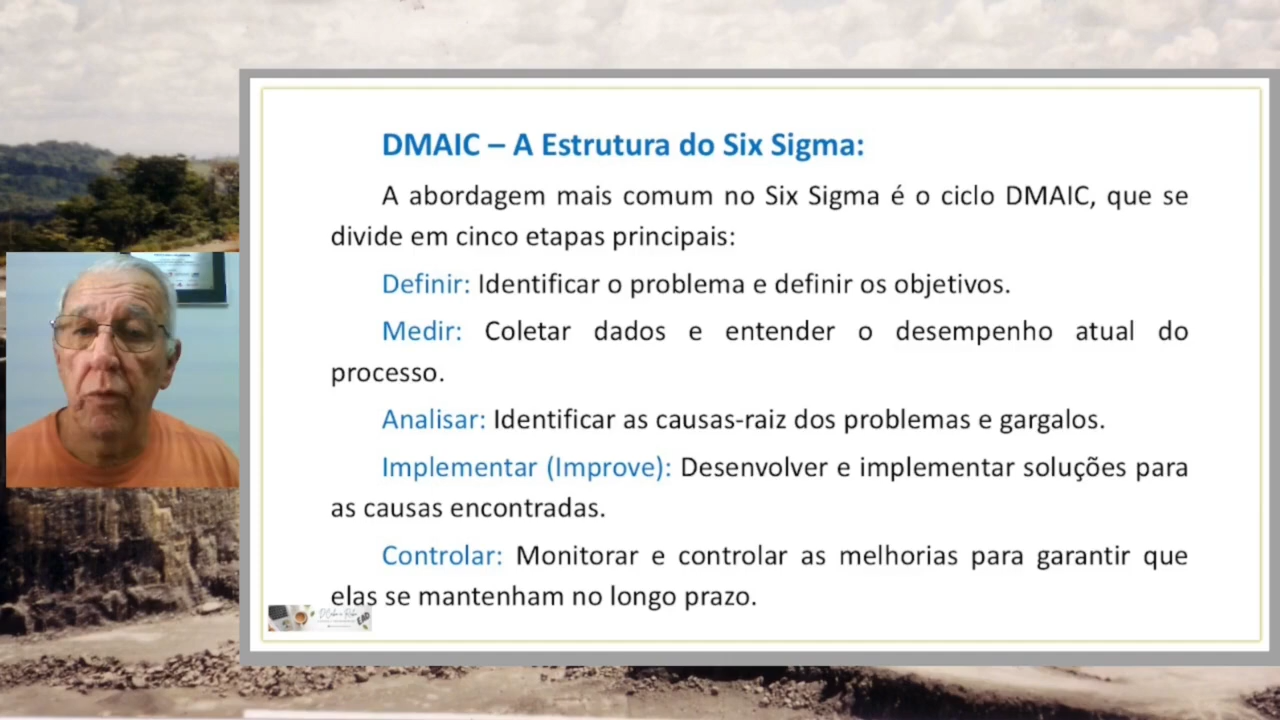 DMAIC – A Estrutura do Six Sigma:
A abordagem mais comum no Six Sigma é o ciclo DMAIC, que se
divide em cinco etapas principais:
Definir: Identificar o problema e definir os objetivos.
Medir: Coletar dados e entender o desempenho atual do
processo.
Analisar: Identificar as causas-raiz dos problemas e gargalos.
Implementar (Improve): Desenvolver e implementar soluções para
as causas encontradas.
Controlar: Monitorar e controlar as melhorias para garantir que
elas se mantenham no longo prazo.